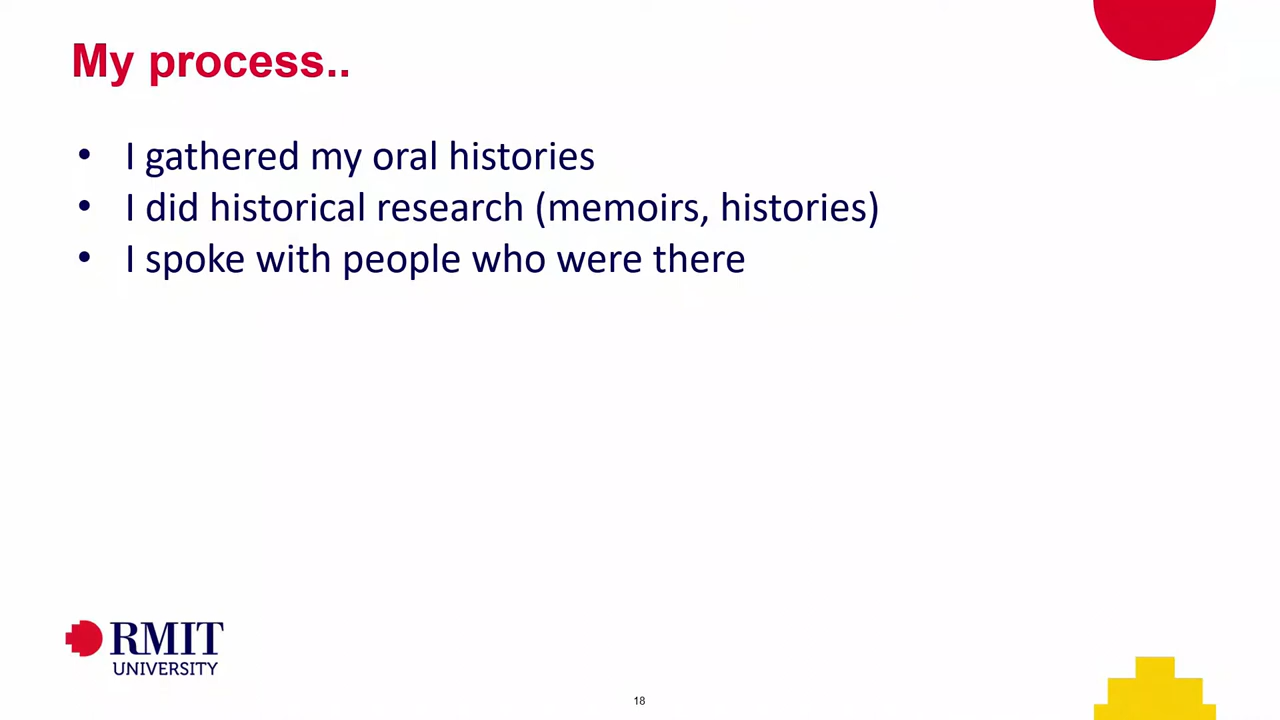 My process..
• I gathered my oral histories
• I did historical research (memoirs, histories)
• I spoke with people who were there
RMIT
UNIVERSITY
18